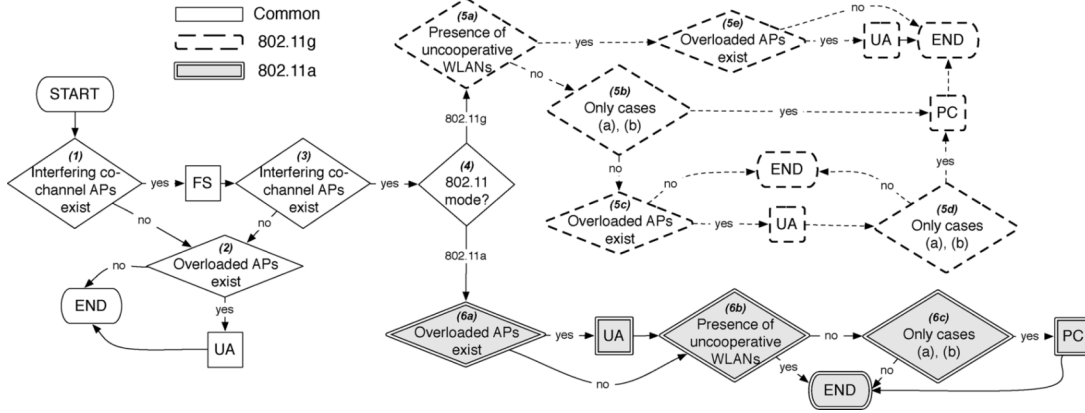 Common
802.11g
802.11a
START
(1)
Interfering co-
channel APs
exist
yes
no
FS
(3)
Interfering co-
channel APs
exist
yes
no
(2)
Overloaded APs
exist
no
yes
END
UA
(4)
802.11
mode?
802.11g
802.11a
(5a)
Presence of
uncooperative
WLANs
yes
no
(5e)
Overloaded APs
exist
no
yes
UA
END
(5b)
Only cases
(a), (b)
yes
no
PC
yes
(5c)
Overloaded APs
exist
no
yes
END
UA
no
(5d)
Only cases
(a), (b)
(6a)
Overloaded APs
exist
yes
no
UA
(6b)
Presence of
uncooperative
WLANs
no
yes
(6c)
Only cases
(a), (b)
yes
no
PC
END